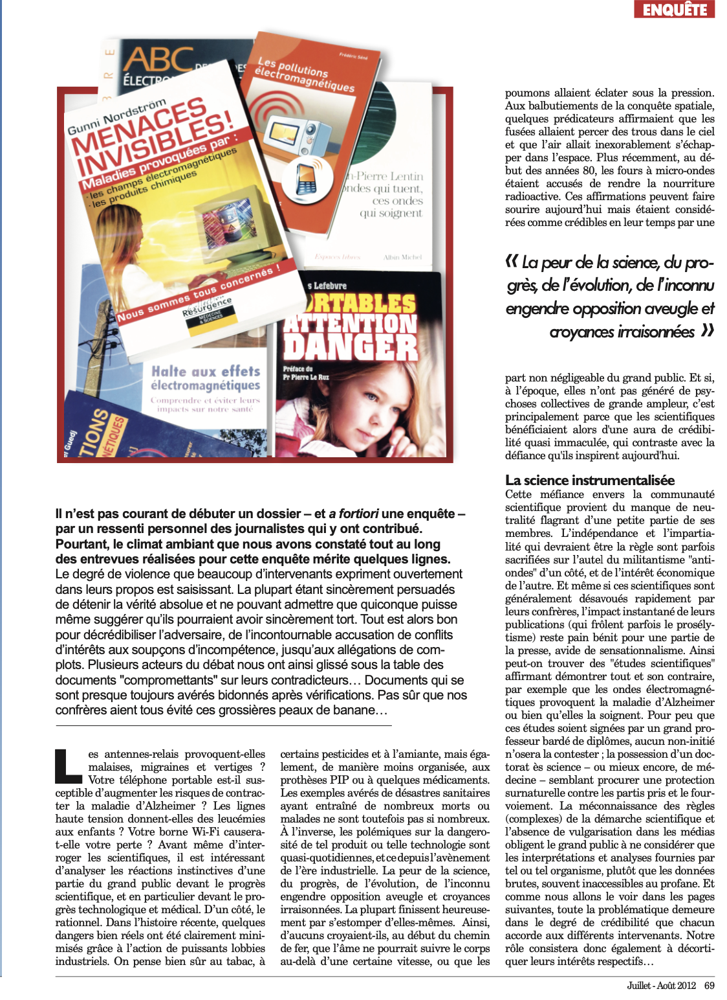 ENQUÊTE
ABC
ÉLECTRO
BRE
Frédéric Séné
Les pollutions
électromagnétiques
Gunni Nordström
MENACES
INVISIBLES !
Maladies provoquées par :
· les champs électromagnétiques
· les produits chimiques
Nous sommes tous concernés !
Résurgence
MÉDECINE
& SCIENCES
n-Pierre Lentin
ondes qui tuent,
ces ondes
qui soignent
Espaces libres
Albin Michel
s Lefebvre
ORTABLES
ATTENTION
DANGER
Préface du
Pr Pierre Le Ruz
Halte aux effets
électromagnétiques
Comprendre et éviter leurs
impacts sur notre santé
el Guedj
TIONS
NÉTIQUES
Il n’est pas courant de débuter un dossier – et a fortiori une enquête –
par un ressenti personnel des journalistes qui y ont contribué.
Pourtant, le climat ambiant que nous avons constaté tout au long
des entrevues réalisées pour cette enquête mérite quelques lignes.
Le degré de violence que beaucoup d’intervenants expriment ouvertement
dans leurs propos est saisissant. La plupart étant sincèrement persuadés
de détenir la vérité absolue et ne pouvant admettre que quiconque puisse
même suggérer qu’ils pourraient avoir sincèrement tort. Tout est alors bon
pour décrédibiliser l’adversaire, de l’incontournable accusation de conflits
d’intérêts aux soupçons d’incompétence, jusqu’aux allégations de com-
plots. Plusieurs acteurs du débat nous ont ainsi glissé sous la table des
documents "compromettants" sur leurs contradicteurs… Documents qui se
sont presque toujours avérés bidonnés après vérifications. Pas sûr que nos
confrères aient tous évité ces grossières peaux de banane…
Les antennes-relais provoquent-elles
malaises, migraines et vertiges ?
Votre téléphone portable est-il sus-
ceptible d’augmenter les risques de contrac-
ter la maladie d’Alzheimer ? Les lignes
haute tension donnent-elles des leucémies
aux enfants ? Votre borne Wi-Fi causera-
t-elle votre perte ? Avant même d’inter-
roger les scientifiques, il est intéressant
d’analyser les réactions instinctives d’une
partie du grand public devant le progrès
scientifique, et en particulier devant le pro-
grès technologique et médical. D’un côté, le
rationnel. Dans l’histoire récente, quelques
dangers bien réels ont été clairement mini-
misés grâce à l’action de puissants lobbies
industriels. On pense bien sûr au tabac, à
certains pesticides et à l’amiante, mais éga-
lement, de manière moins organisée, aux
prothèses PIP ou à quelques médicaments.
Les exemples avérés de désastres sanitaires
ayant entraîné de nombreux morts ou
malades ne sont toutefois pas si nombreux.
À l’inverse, les polémiques sur la dangero-
sité de tel produit ou telle technologie sont
quasi-quotidiennes, et ce depuis l’avènement
de l’ère industrielle. La peur de la science,
du progrès, de l’évolution, de l’inconnu
engendre opposition aveugle et croyances
irraisonnées. La plupart finissent heureuse-
ment par s’estomper d’elles-mêmes. Ainsi,
d’aucuns croyaient-ils, au début du chemin
de fer, que l’âme ne pourrait suivre le corps
au-delà d’une certaine vitesse, ou que les
poumons allaient éclater sous la pression.
Aux balbutiements de la conquête spatiale,
quelques prédicateurs affirmaient que les
fusées allaient percer des trous dans le ciel
et que l’air allait inexorablement s’échap-
per dans l’espace. Plus récemment, au dé-
but des années 80, les fours à micro-ondes
étaient accusés de rendre la nourriture
radioactive. Ces affirmations peuvent faire
sourire aujourd’hui mais étaient considé-
rées comme crédibles en leur temps par une
« La peur de la science, du pro-
grès, de l’évolution, de l’inconnu
engendre opposition aveugle et
croyances irraisonnées »
part non négligeable du grand public. Et si,
à l’époque, elles n’ont pas généré de psy-
choses collectives de grande ampleur, c’est
principalement parce que les scientifiques
bénéficiaient alors d'une aura de crédibi-
lité quasi immaculée, qui contraste avec la
défiance qu'ils inspirent aujourd'hui.
La science instrumentalisée
Cette méfiance envers la communauté
scientifique provient du manque de neu-
tralité flagrant d’une petite partie de ses
membres. L’indépendance et l’impartia-
lité qui devraient être la règle sont parfois
sacrifiées sur l’autel du militantisme "anti-
ondes" d’un côté, et de l’intérêt économique
de l’autre. Et même si ces scientifiques sont
généralement désavoués rapidement par
leurs confrères, l’impact instantané de leurs
publications (qui frôlent parfois le prosély-
tisme) reste pain bénit pour une partie de
la presse, avide de sensationnalisme. Ainsi
peut-on trouver des "études scientifiques"
affirmant démontrer tout et son contraire,
par exemple que les ondes électromagné-
tiques provoquent la maladie d’Alzheimer
ou bien qu’elles la soignent. Pour peu que
ces études soient signées par un grand pro-
fesseur bardé de diplômes, aucun non-initié
n’osera la contester ; la possession d’un doc-
torat ès science – ou mieux encore, de mé-
decine – semblant procurer une protection
surnaturelle contre les partis pris et le four-
voiement. La méconnaissance des règles
(complexes) de la démarche scientifique et
l’absence de vulgarisation dans les médias
obligent le grand public à ne considérer que
les interprétations et analyses fournies par
tel ou tel organisme, plutôt que les données
brutes, souvent inaccessibles au profane. Et
comme nous allons le voir dans les pages
suivantes, toute la problématique demeure
dans le degré de crédibilité que chacun
accorde aux différents intervenants. Notre
rôle consistera donc également à décorti-
quer leurs intérêts respectifs…
Juillet - Août 2012 69